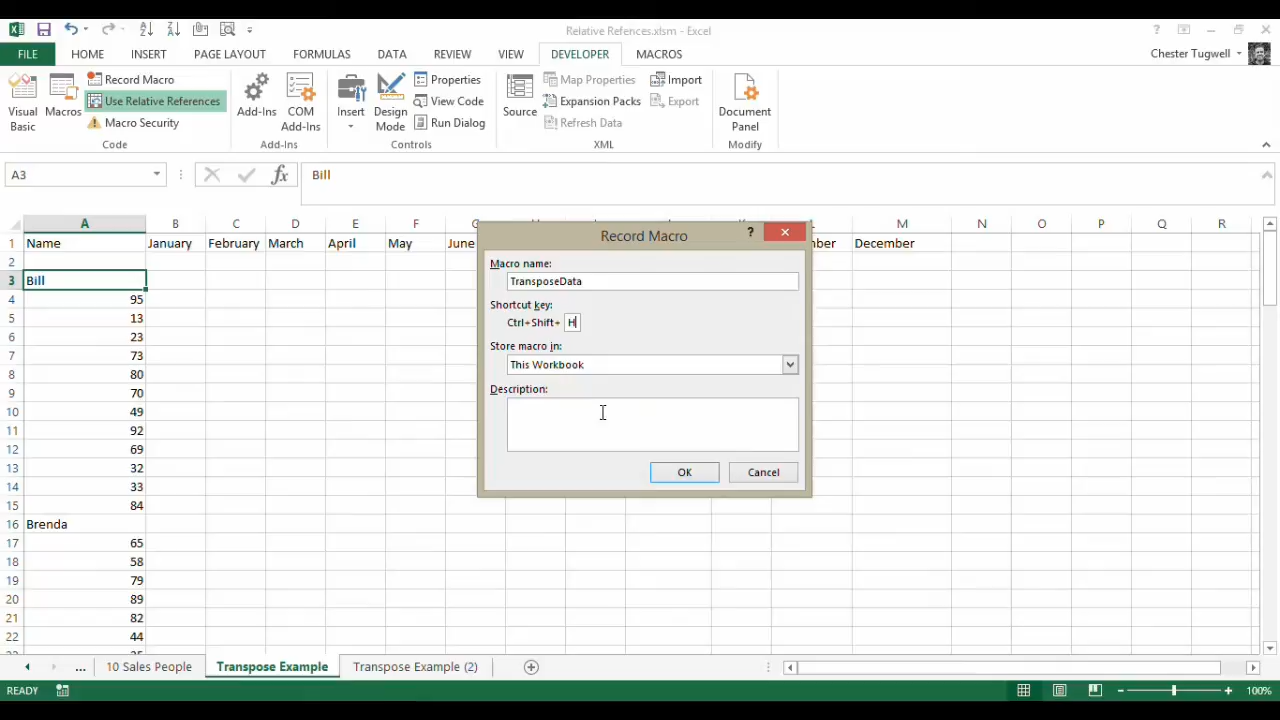 Relative Refences.xlsm - Excel
FILE HOME INSERT PAGE LAYOUT FORMULAS DATA REVIEW VIEW DEVELOPER MACROS Chester Tugwell
Visual Basic
Macros
Record Macro
Use Relative References
Macro Security
Code
Add-Ins
COM Add-Ins
Add-Ins
Insert
Design Mode
Properties
View Code
Run Dialog
Controls
Source
Map Properties
Expansion Packs
Refresh Data
Import
Export
XML
Document Panel
Modify
A3 fx Bill
A B C D E F M N O P Q R
1 Name January February March April May June December
2
3 Bill
4 95
5 13
6 23
7 73
8 80
9 70
10 49
11 92
12 69
13 32
14 33
15 84
16 Brenda
17 65
18 58
19 79
20 89
21 82
22 44
Record Macro ?
Macro name:
TransposeData
Shortcut key:
Ctrl+Shift+ H
Store macro in:
This Workbook
Description:
OK Cancel
... 10 Sales People Transpose Example Transpose Example (2)
READY 100%